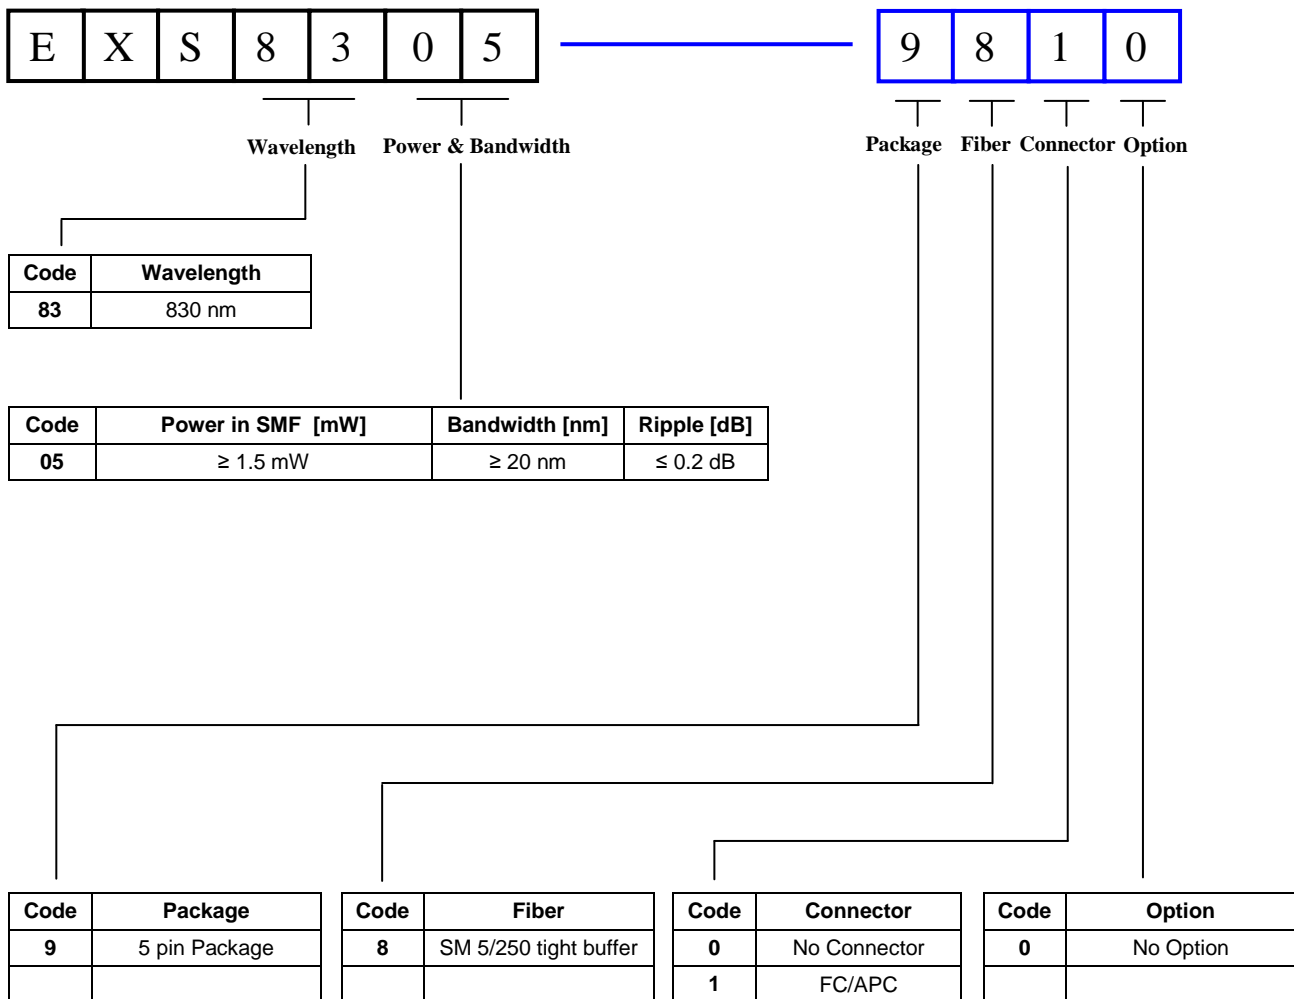 E X S 8 3 0 5 9 8 1 0
Wavelength Power & Bandwidth Package Fiber Connector Option
Code Wavelength
83 830 nm
Code Power in SMF [mW] Bandwidth [nm] Ripple [dB]
05 ≥ 1.5 mW ≥ 20 nm ≤ 0.2 dB
Code Package Code Fiber Code Connector Code Option
9 5 pin Package 8 SM 5/250 tight buffer 0 No Connector 0 No Option
1 FC/APC